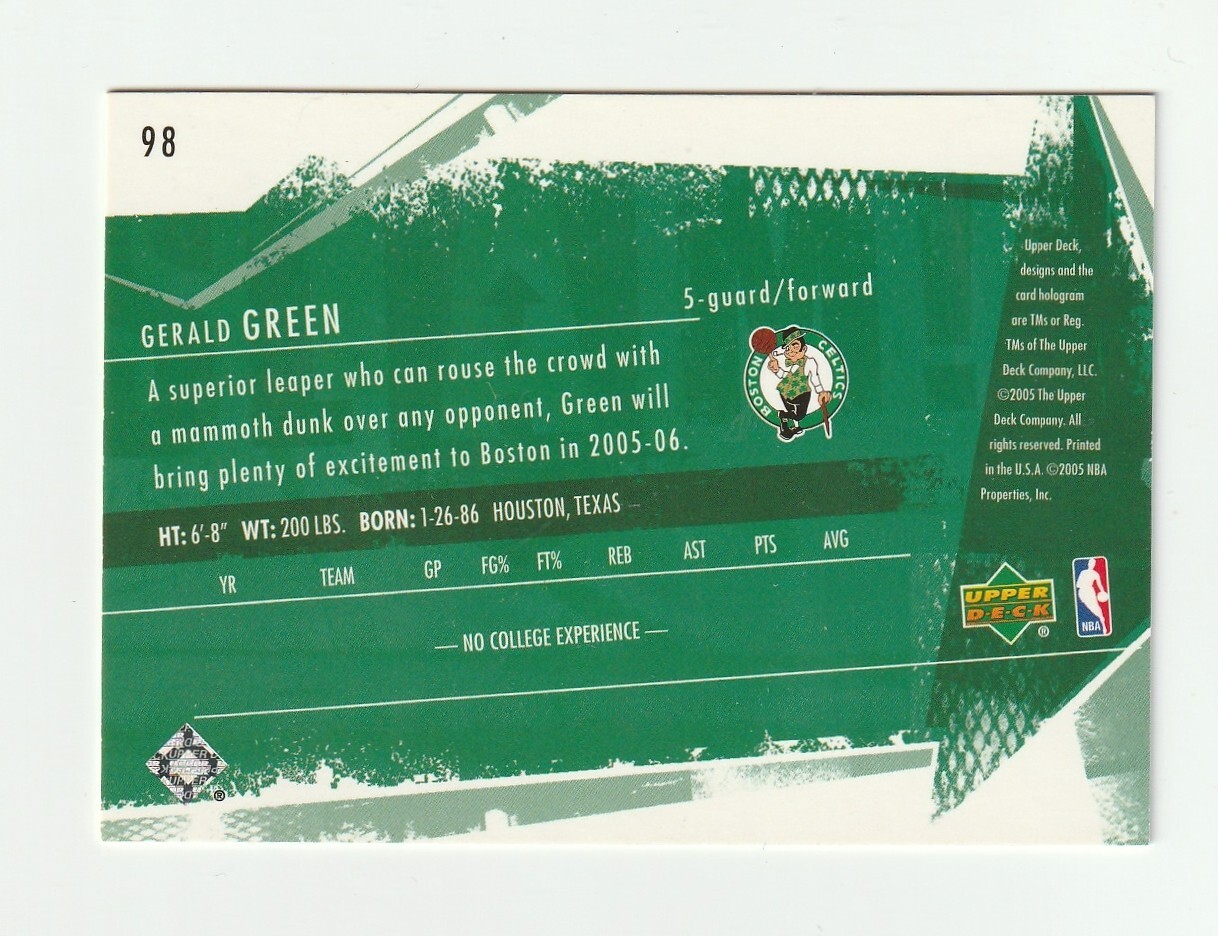 98
GERALD GREEN
5-guard/forward
A superior leaper who can rouse the crowd with
a mammoth dunk over any opponent, Green will
bring plenty of excitement to Boston in 2005-06.
BOSTON CELTICS
HT: 6'-8" WT: 200 LBS. BORN: 1-26-86 HOUSTON, TEXAS
YR TEAM GP FG% FT% REB AST PTS AVG
— NO COLLEGE EXPERIENCE —
Upper Deck,
designs and the
card hologram
are TMs or Reg.
TMs of The Upper
Deck Company, LLC.
©2005 The Upper
Deck Company. All
rights reserved. Printed
in the U.S.A. ©2005 NBA
Properties, Inc.
UPPER
D·E·C·K
®
NBA
UPPER
®